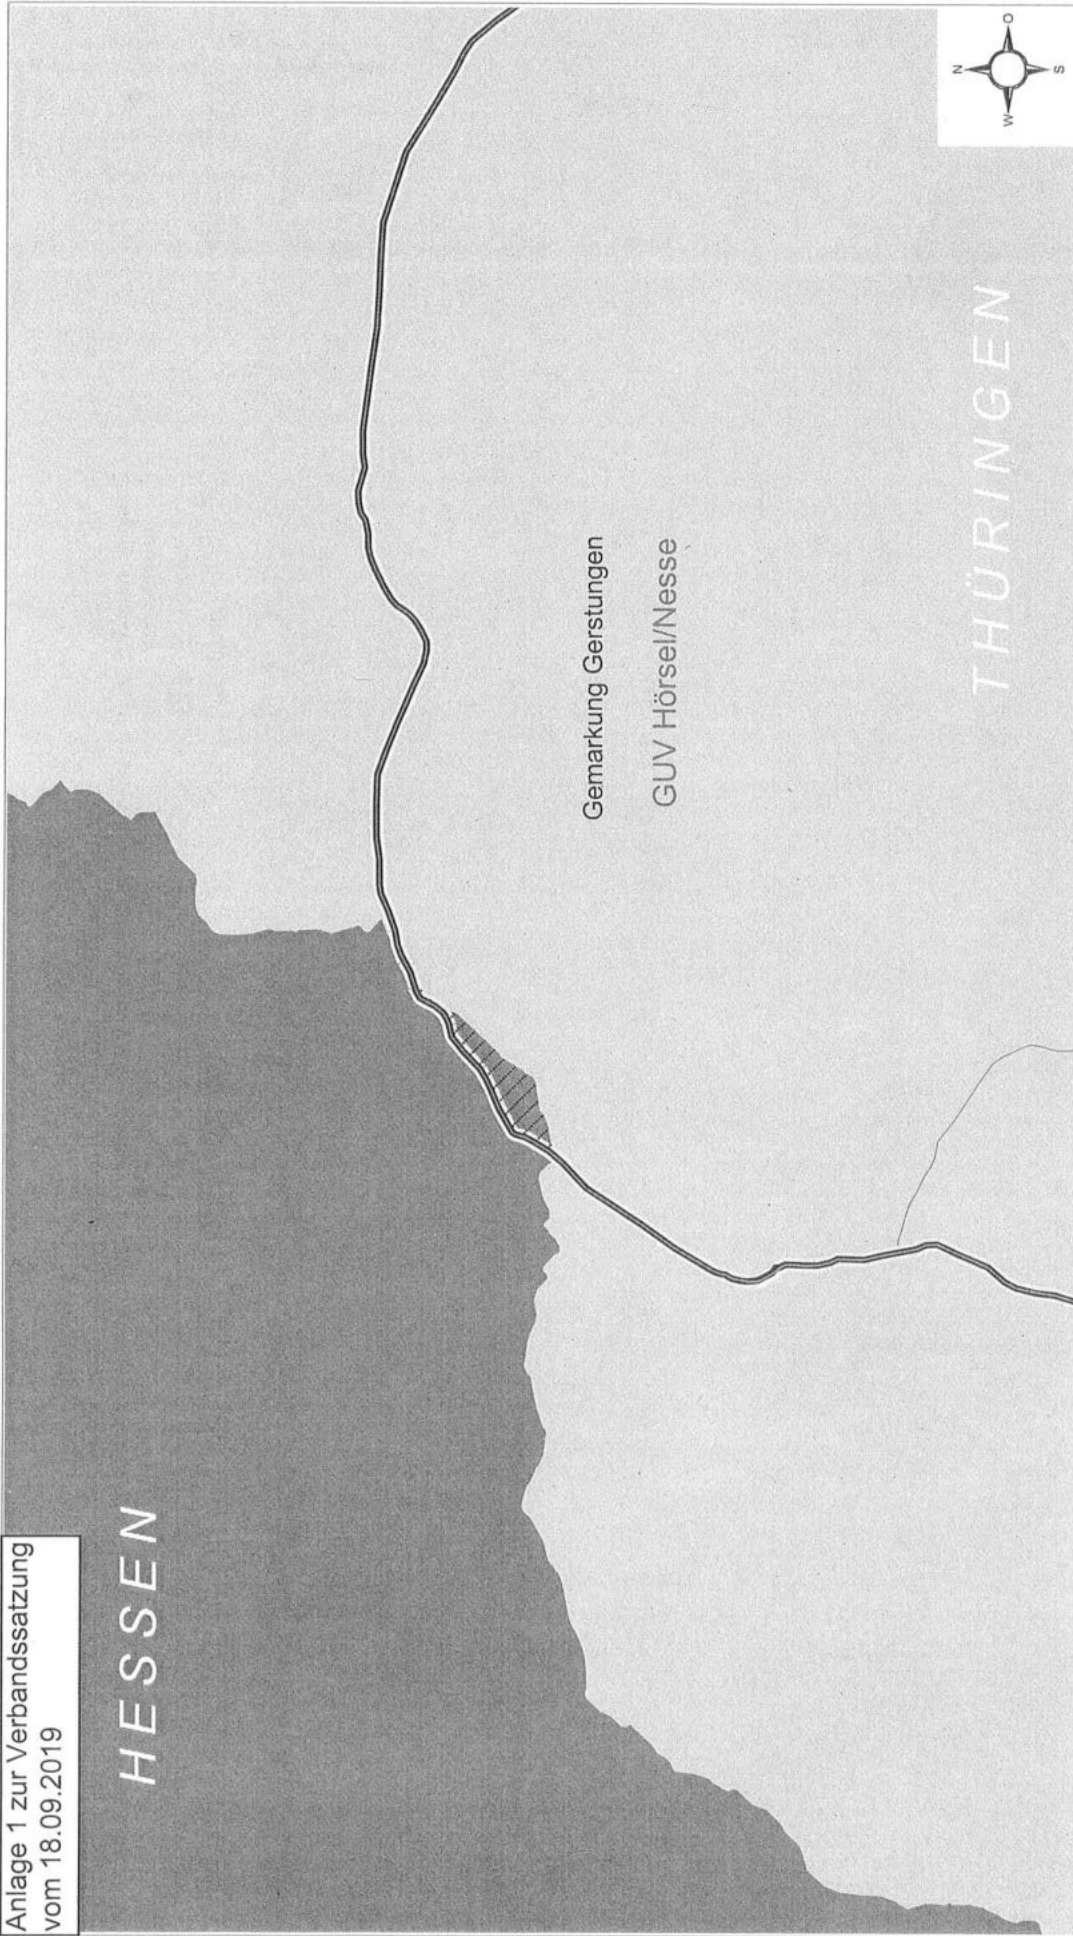 Anlage 1 zur Verbandssatzung
vom 18.09.2019
HESSEN
Gemarkung Gerstungen
GUV Hörsel/Nesse
THÜRINGEN
N
W
O
S